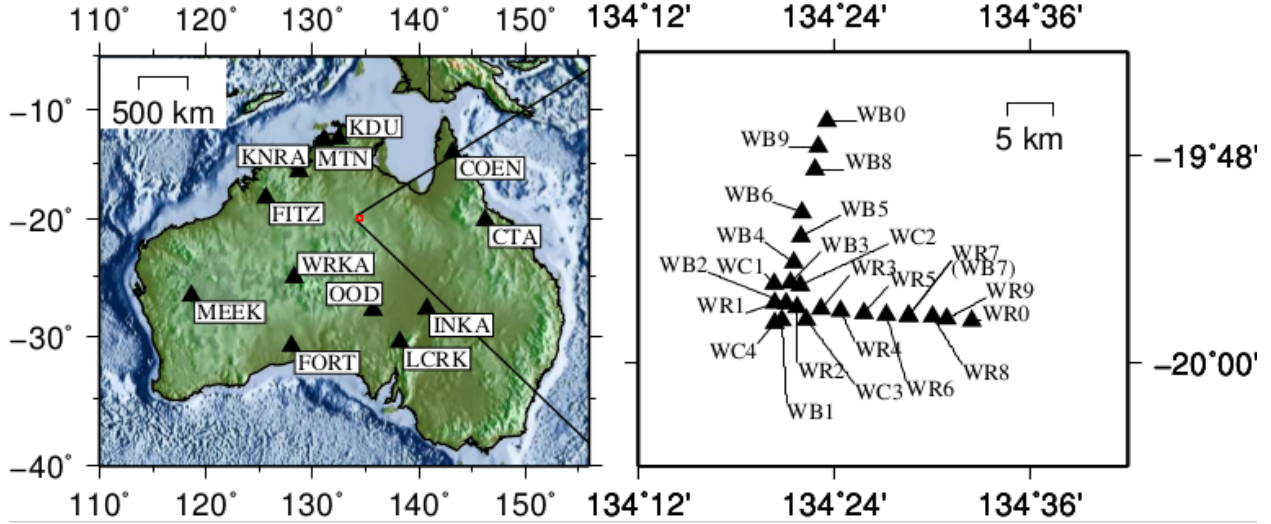 110˚ 120˚ 130˚ 140˚ 150˚
134˚12' 134˚24' 134˚36'
500 km
5 km
−10˚
−20˚
−30˚
−40˚
KDU
MTN
KNRA
COEN
FITZ
CTA
WRKA
OOD
MEEK
INKA
FORT
LCRK
110˚ 120˚ 130˚ 140˚ 150˚
WB0
WB9
WB8
−19˚48'
WB6
WB5
WB4
WB3
WC2
WB2
WC1
WR3
WR5
WR7
(WB7)
WR9
WR1
WR0
WC4
WR2
WR4
WC3
WR6
WR8
WB1
−20˚00'
134˚12' 134˚24' 134˚36'